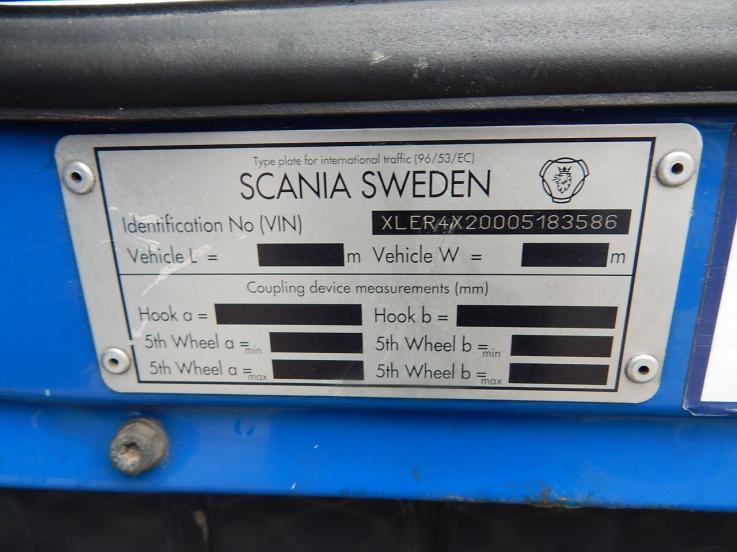 Type plate for international traffic (96/53/EC)
SCANIA SWEDEN
Identification No (VIN) XLER4X20005183586
Vehicle L = m Vehicle W = m
Coupling device measurements (mm)
Hook a = Hook b =
5th Wheel a =min 5th Wheel b =min
5th Wheel a =max 5th Wheel b =max